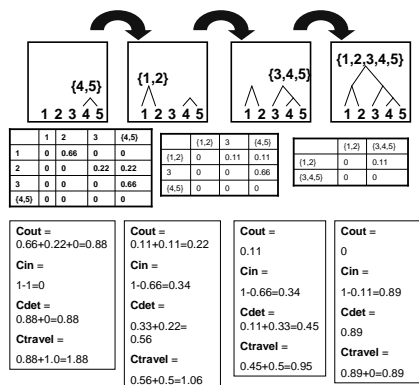 {4,5}
1 2 3 4 5
{1,2}
1 2 3 4 5
{3,4,5}
1 2 3 4 5
{1,2,3,4,5}
1 2 3 4 5
1 2 3 {4,5}
1 0 0.66 0 0
2 0 0 0.22 0.22
3 0 0 0 0.66
{4,5} 0 0 0 0
{1,2} 3 {4,5}
{1,2} 0 0.11 0.11
3 0 0 0.66
{4,5} 0 0 0
{1,2} {3,4,5}
{1,2} 0 0.11
{3,4,5} 0 0
Cout =
0.66+0.22+0=0.88
Cin =
1-1=0
Cdet =
0.88+0=0.88
Ctravel =
0.88+1.0=1.88
Cout =
0.11+0.11=0.22
Cin =
1-0.66=0.34
Cdet =
0.33+0.22=
0.56
Ctravel =
0.56+0.5=1.06
Cout =
0.11
Cin =
1-0.66=0.34
Cdet =
0.11+0.33=0.45
Ctravel =
0.45+0.5=0.95
Cout =
0
Cin =
1-0.11=0.89
Cdet =
0.89
Ctravel =
0.89+0=0.89